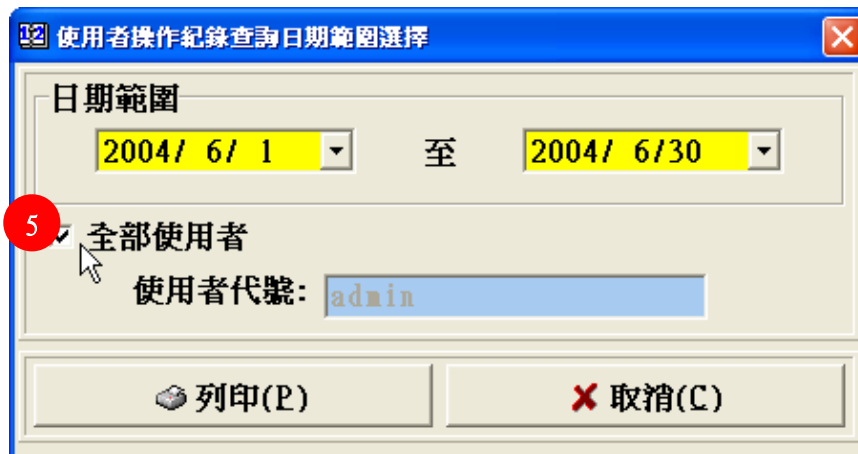 使用者操作紀錄查詢日期範圍選擇
日期範圍
2004/ 6/ 1 至 2004/ 6/30
5
全部使用者
使用者代號: admin
列印(P) 取消(C)